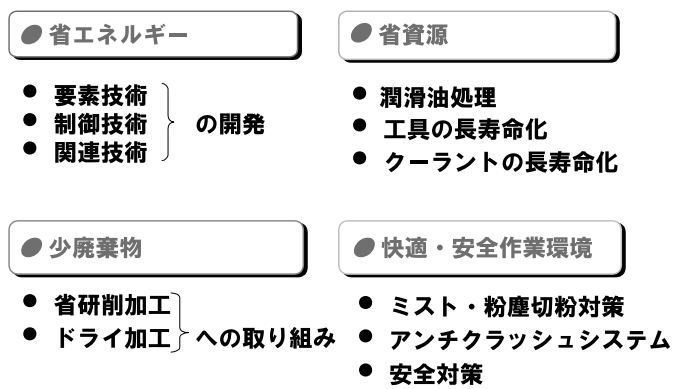 省エネルギー
要素技術
制御技術
関連技術
の開発
省資源
潤滑油処理
工具の長寿命化
クーラントの長寿命化
少廃棄物
省研削加工
ドライ加工
への取り組み
快適・安全作業環境
ミスト・粉塵切粉対策
アンチクラッシュシステム
安全対策